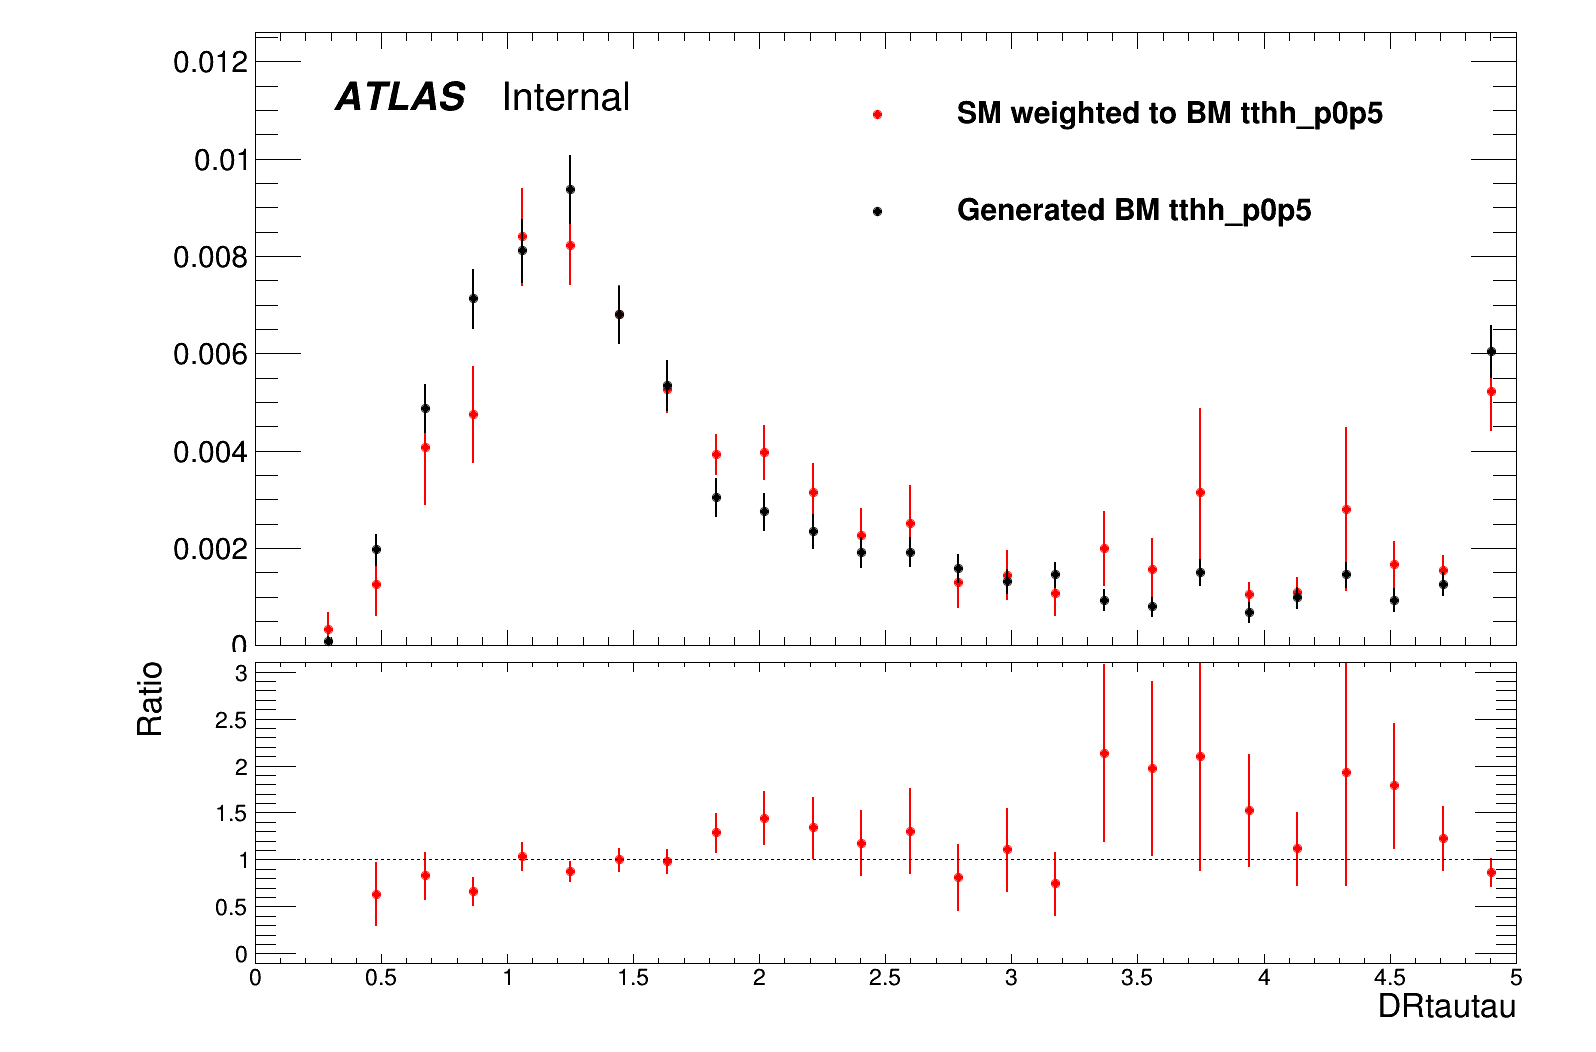 0.012
ATLAS Internal
SM weighted to BM tthh_p0p5
0.01
Generated BM tthh_p0p5
0.008
0.006
0.004
0.002
0
Ratio
3
2.5
2
1.5
1
0.5
0
0 0.5 1 1.5 2 2.5 3 3.5 4 4.5 5
DRtautau